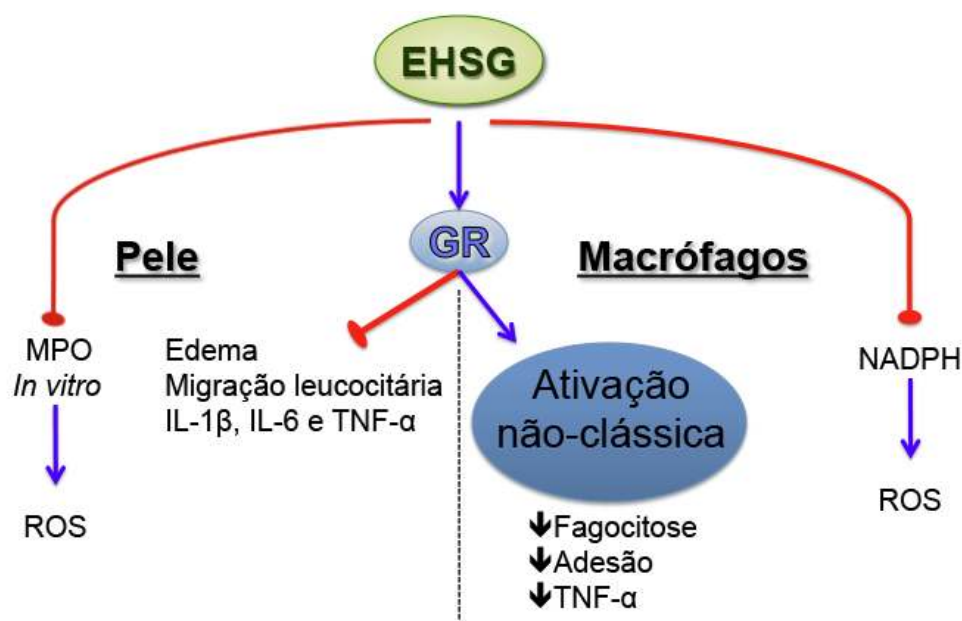 EHSG
GR
Pele
Macrófagos
MPO
In vitro
ROS
Edema
Migração leucocitária
IL-1β, IL-6 e TNF-α
Ativação
não-clássica
↓Fagocitose
↓Adesão
↓TNF-α
NADPH
ROS